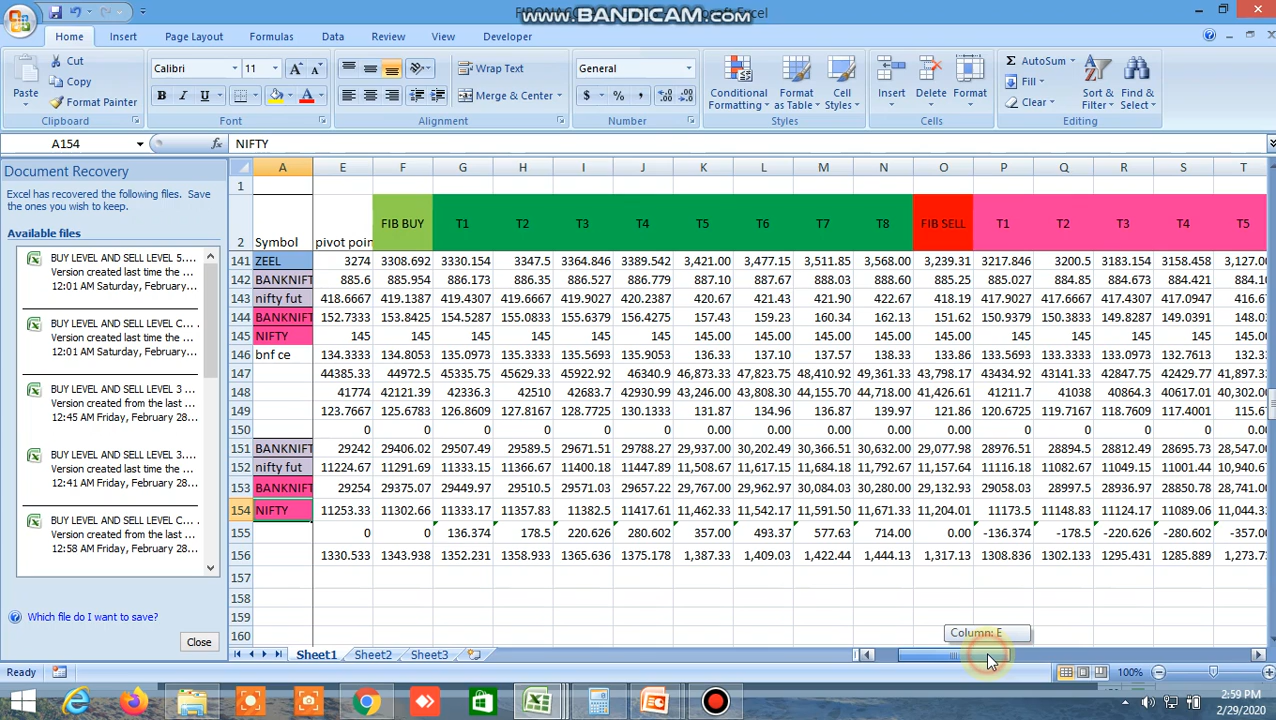 www.BANDICAM.com
Home Insert Page Layout Formulas Data Review View Developer
Cut
Copy
Format Painter
Paste
Clipboard
Calibri 11
B I U
Font
Wrap Text
Merge & Center
Alignment
General
$ % ,
Number
Conditional Formatting
Format as Table
Cell Styles
Styles
Insert Delete Format
Cells
AutoSum
Fill
Clear
Sort & Filter
Find & Select
Editing
A154 fx NIFTY
Document Recovery
Excel has recovered the following files. Save
the ones you wish to keep.
Available files
BUY LEVEL AND SELL LEVEL 5....
Version created last time the ...
12:01 AM Saturday, February ...
BUY LEVEL AND SELL LEVEL C...
Version created last time the ...
12:01 AM Saturday, February ...
BUY LEVEL AND SELL LEVEL 3 ...
Version created from the last ...
12:45 AM Friday, February 28...
BUY LEVEL AND SELL LEVEL 3....
Version created last time the ...
12:41 AM Friday, February 28...
BUY LEVEL AND SELL LEVEL C...
Version created from the last ...
12:58 AM Friday, February 28...
Which file do I want to save?
Close
A E F G H I J K L M N O P Q R S T
1
2 Symbol pivot poin FIB BUY T1 T2 T3 T4 T5 T6 T7 T8 FIB SELL T1 T2 T3 T4 T5
141 ZEEL 3274 3308.692 3330.154 3347.5 3364.846 3389.542 3,421.00 3,477.15 3,511.85 3,568.00 3,239.31 3217.846 3200.5 3183.154 3158.458 3,127.0
142 BANKNIFT 885.6 885.954 886.173 886.35 886.527 886.779 887.10 887.67 888.03 888.60 885.25 885.027 884.85 884.673 884.421 884.1
143 nifty fut 418.6667 419.1387 419.4307 419.6667 419.9027 420.2387 420.67 421.43 421.90 422.67 418.19 417.9027 417.6667 417.4307 417.0947 416.6
144 BANKNIFT 152.7333 153.8425 154.5287 155.0833 155.6379 156.4275 157.43 159.23 160.34 162.13 151.62 150.9379 150.3833 149.8287 149.0391 148.0
145 NIFTY 145 145 145 145 145 145 145.00 145.00 145.00 145.00 145.00 145 145 145 145 145.0
146 bnf ce 134.3333 134.8053 135.0973 135.3333 135.5693 135.9053 136.33 137.10 137.57 138.33 133.86 133.5693 133.3333 133.0973 132.7613 132.3
147 44385.33 44972.5 45335.75 45629.33 45922.92 46340.9 46,873.33 47,823.75 48,410.92 49,361.33 43,798.17 43434.92 43141.33 42847.75 42429.77 41,897.3
148 41774 42121.39 42336.3 42510 42683.7 42930.99 43,246.00 43,808.30 44,155.70 44,718.00 41,426.61 41211.7 41038 40864.3 40617.01 40,302.0
149 123.7667 125.6783 126.8609 127.8167 128.7725 130.1333 131.87 134.96 136.87 139.97 121.86 120.6725 119.7167 118.7609 117.4001 115.6
150 0 0 0 0 0 0 0.00 0.00 0.00 0.00 0.00 0 0 0 0 0.0
151 BANKNIFT 29242 29406.02 29507.49 29589.5 29671.51 29788.27 29,937.00 30,202.49 30,366.51 30,632.00 29,077.98 28976.51 28894.5 28812.49 28695.73 28,547.0
152 nifty fut 11224.67 11291.69 11333.15 11366.67 11400.18 11447.89 11,508.67 11,617.15 11,684.18 11,792.67 11,157.64 11116.18 11082.67 11049.15 11001.44 10,940.6
153 BANKNIFT 29254 29375.07 29449.97 29510.5 29571.03 29657.22 29,767.00 29,962.97 30,084.03 30,280.00 29,132.93 29058.03 28997.5 28936.97 28850.78 28,741.0
154 NIFTY 11253.33 11302.66 11333.17 11357.83 11382.5 11417.61 11,462.33 11,542.17 11,591.50 11,671.33 11,204.01 11173.5 11148.83 11124.17 11089.06 11,044.3
155 0 0 136.374 178.5 220.626 280.602 357.00 493.37 577.63 714.00 0.00 -136.374 -178.5 -220.626 -280.602 -357.0
156 1330.533 1343.938 1352.231 1358.933 1365.636 1375.178 1,387.33 1,409.03 1,422.44 1,444.13 1,317.13 1308.836 1302.133 1295.431 1285.889 1,273.7
157
158
159
160
Column: E
Sheet1 Sheet2 Sheet3
Ready 100%
2:59 PM
2/29/2020